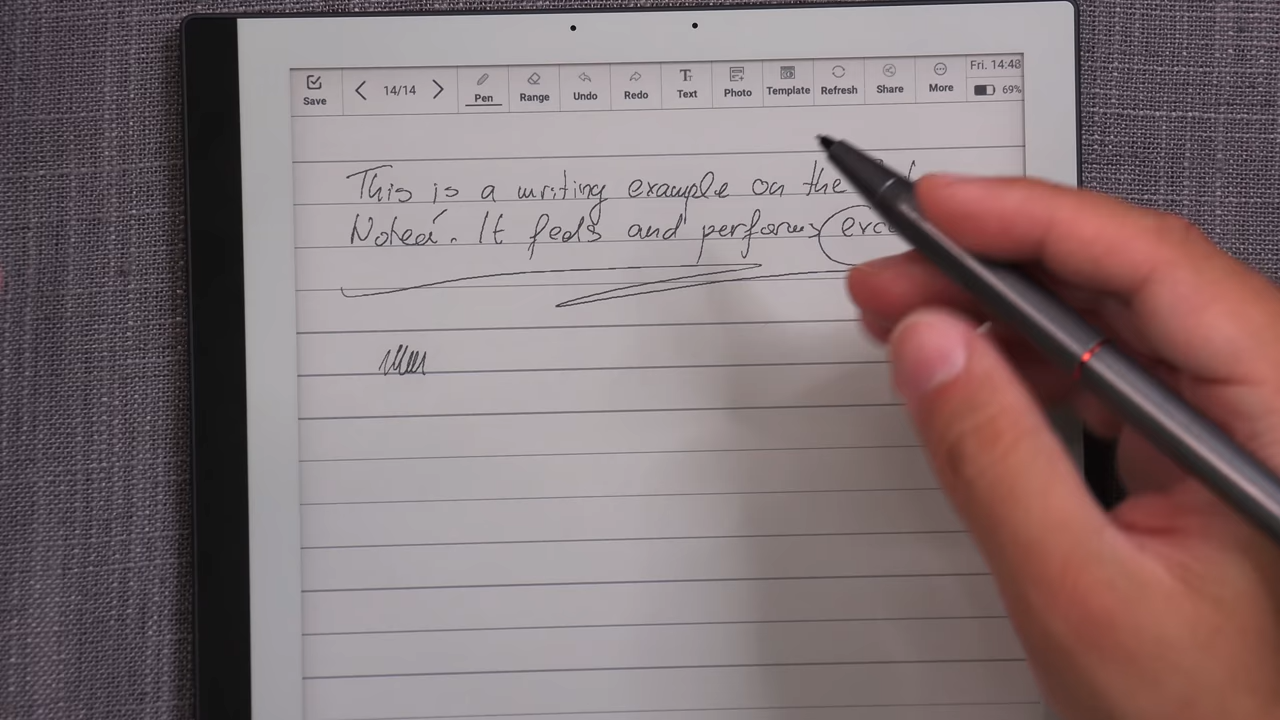 Save 14/14 Pen Range Undo Redo Text Photo Template Refresh Share More Fri. 14:48 69%
This is a writing example on the
It feels and performs